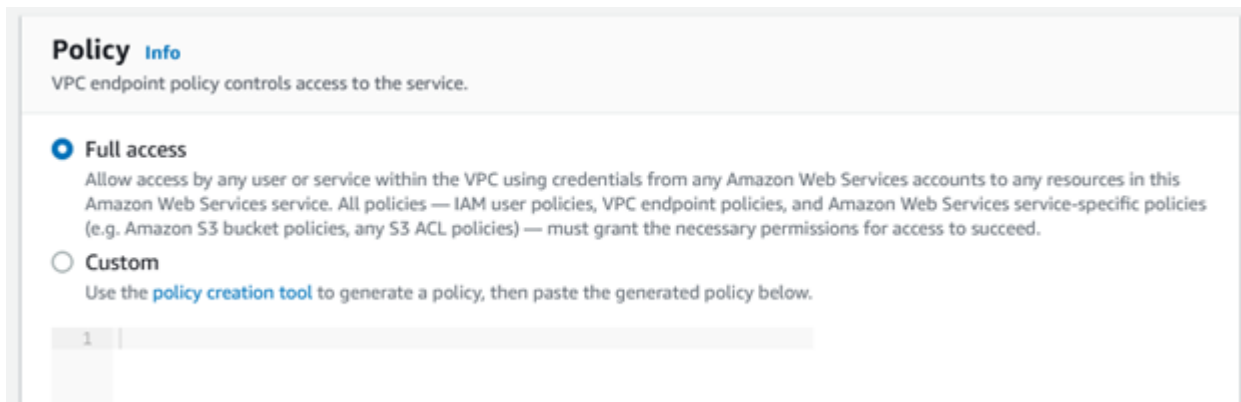 Policy Info
VPC endpoint policy controls access to the service.
Full access
Allow access by any user or service within the VPC using credentials from any Amazon Web Services accounts to any resources in this
Amazon Web Services service. All policies — IAM user policies, VPC endpoint policies, and Amazon Web Services service-specific policies
(e.g. Amazon S3 bucket policies, any S3 ACL policies) — must grant the necessary permissions for access to succeed.
Custom
Use the policy creation tool to generate a policy, then paste the generated policy below.
1